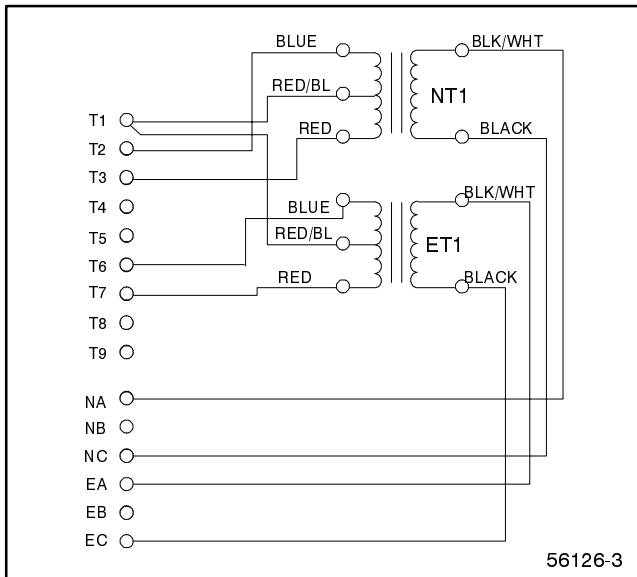 BLUE
BLK/WHT
RED/BL
NT1
T1
RED
BLACK
T2
T3
BLUE
BLK/WHT
T4
RED/BL
T5
ET1
T6
RED
BLACK
T7
T8
T9
NA
NB
NC
EA
EB
EC
56126-3